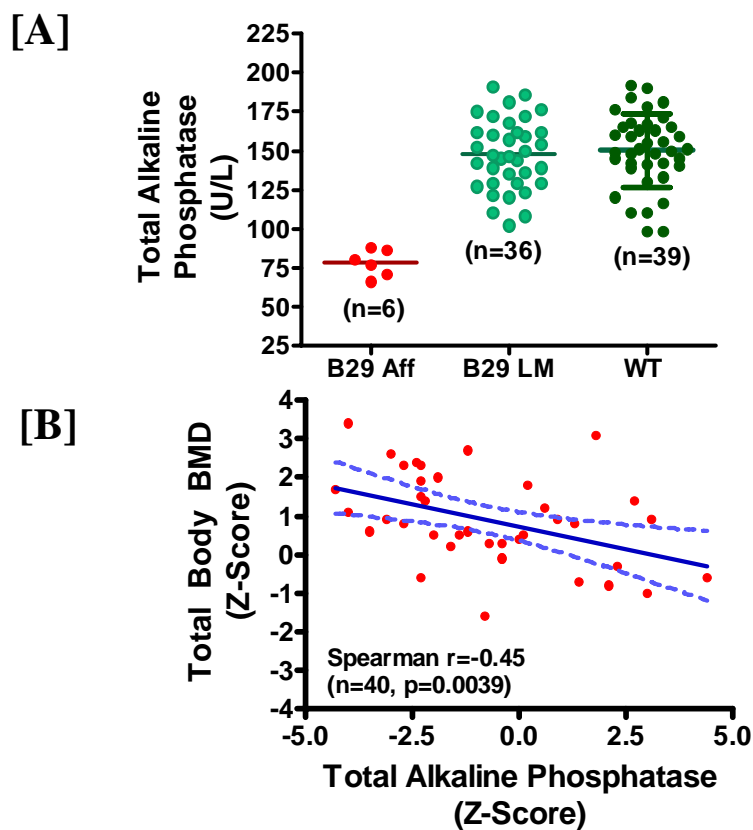 [A]
Total Alkaline
Phosphatase
(U/L)
225
200
175
150
125
100
75
50
25
(n=6)
(n=36)
(n=39)
B29 Aff B29 LM WT
[B]
Total Body BMD
(Z-Score)
4
3
2
1
0
-1
-2
-3
-4
Spearman r=-0.45
(n=40, p=0.0039)
-5.0 -2.5 0.0 2.5 5.0
Total Alkaline Phosphatase
(Z-Score)